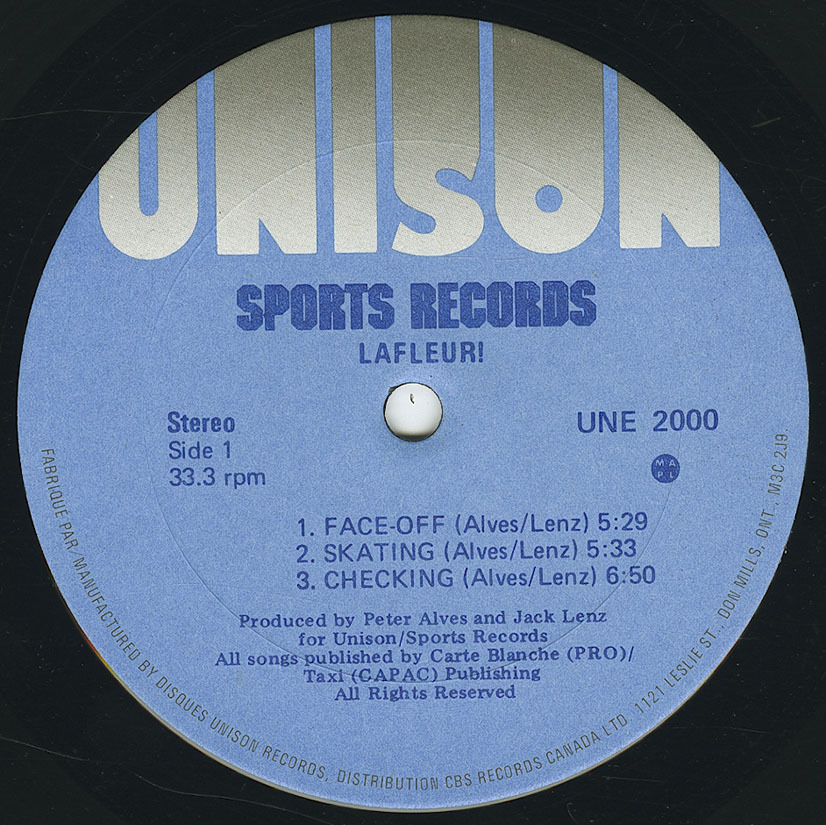 UNISON
SPORTS RECORDS
LAFLEUR!
Stereo
Side 1
33.3 rpm
UNE 2000
MA
PL
1. FACE-OFF (Alves/Lenz) 5:29
2. SKATING (Alves/Lenz) 5:33
3. CHECKING (Alves/Lenz) 6:50
Produced by Peter Alves and Jack Lenz
for Unison/Sports Records
All songs published by Carte Blanche (PRO)/
Taxi (CAPAC) Publishing
All Rights Reserved
FABRIQUÉ PAR/MANUFACTURED BY DISQUES UNISON RECORDS, DISTRIBUTION CBS RECORDS CANADA LTD. 1121 LESLIE ST., DON MILLS, ONT., M3C 2J9.